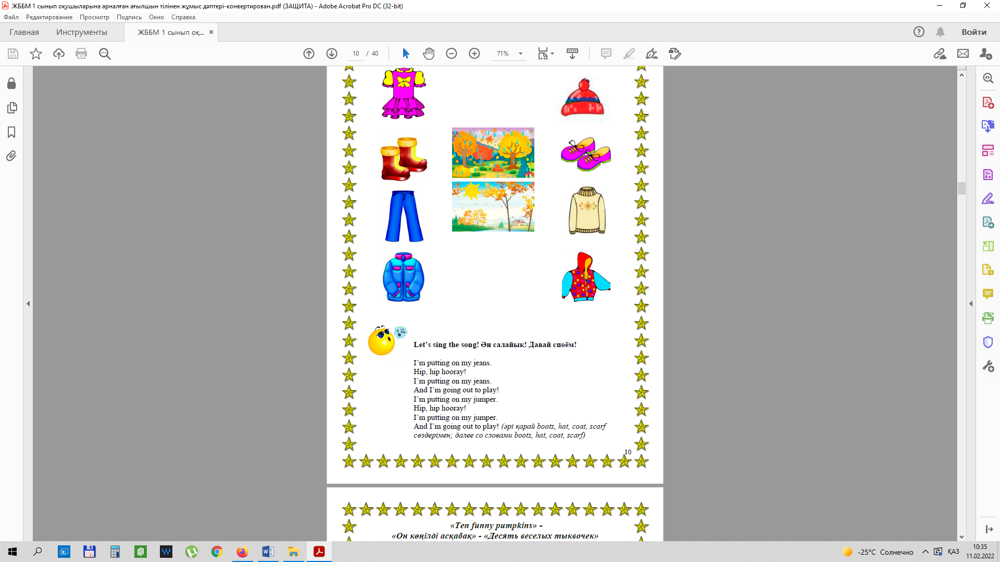 ЖББМ 1 сынып оқушыларына арналған ағылшын тілінен жұмыс дәптері-конвертирован.pdf (ЗАЩИТА) - Adobe Acrobat Pro DC (32-bit)
Файл Редактирование Просмотр Подпись Окно Справка
Главная Инструменты ЖББМ 1 сынып оқ... Войти
10 / 40 71%
Let’s sing the song! Ән салайық! Давай споём!
I’m putting on my jeans.
Hip, hip hooray!
I’m putting on my jeans.
And I’m going out to play!
I’m putting on my jumper.
Hip, hip hooray!
I’m putting on my jumper.
And I’m going out to play! (әрі қарай boots, hat, coat, scarf
сөздерімен; далее со словами boots, hat, coat, scarf)
10
«Ten funny pumpkins» -
«Он көңілді асқабақ» - «Десять веселых тыквочек»
-25°C Солнечно ҚАЗ 10:35
11.02.2022